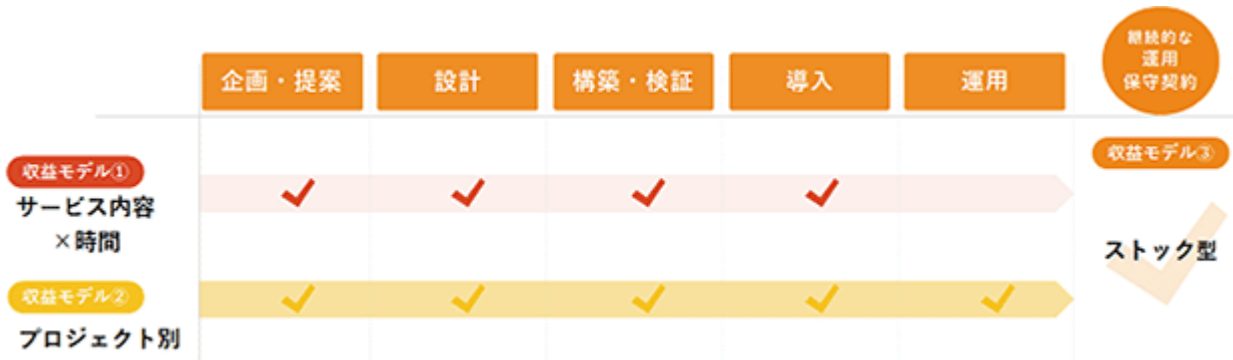 継続的な
運用
保守契約
企画・提案
設計
構築・検証
導入
運用
収益モデル①
サービス内容
×時間
収益モデル③
ストック型
収益モデル②
プロジェクト別